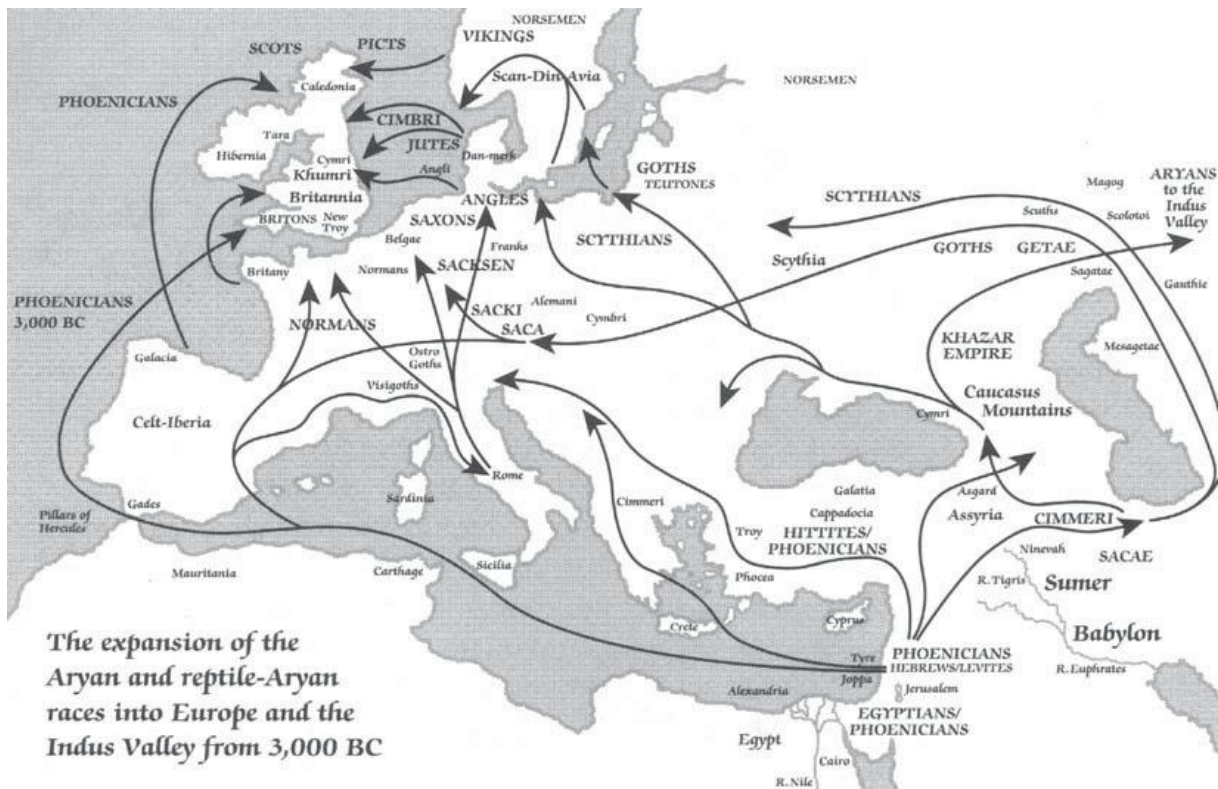 NORSEMEN
VIKINGS
SCOTS
PICTS
Scan-Din-Avia
NORSEMEN
Caledonia
PHOENICIANS
CIMBRI
Tara
JUTES
Hibernia
Dan-merk
Cymri
Angli
Khumri
GOTHS
TEUTONES
ARYANS
to the
Indus
Valley
Magog
Britannia
ANGLES
SCYTHIANS
Scuths
Scolotoi
BRITONS
New
Troy
SAXONS
Belgae
Franks
SCYTHIANS
GOTHS
GETAE
Scythia
Britany
Normans
SACKSEN
Sagatae
Gauthie
PHOENICIANS
3,000 BC
NORMANS
SACKI
Alemani
Cymbri
SACA
KHAZAR
EMPIRE
Mesagetae
Galacia
Ostro
Goths
Visigoths
Caucasus
Mountains
Cymri
Celt-Iberia
Rome
Sardinia
Galatia
Asgard
Gades
Pillars of
Hercules
Cimmeri
Cappadocia
Assyria
Troy
HITTITES/
PHOENICIANS
CIMMERI
Ninevah
SACAE
Mauritania
Carthage
Sicilia
Phocea
R. Tigris
Sumer
Crete
Cyprus
Babylon
The expansion of the
Aryan and reptile-Aryan
races into Europe and the
Indus Valley from 3,000 BC
Tyre
PHOENICIANS
HEBREWS/LEVITES
Joppa
R. Euphrates
Alexandria
Jerusalem
EGYPTIANS/
PHOENICIANS
Egypt
Cairo
R. Nile